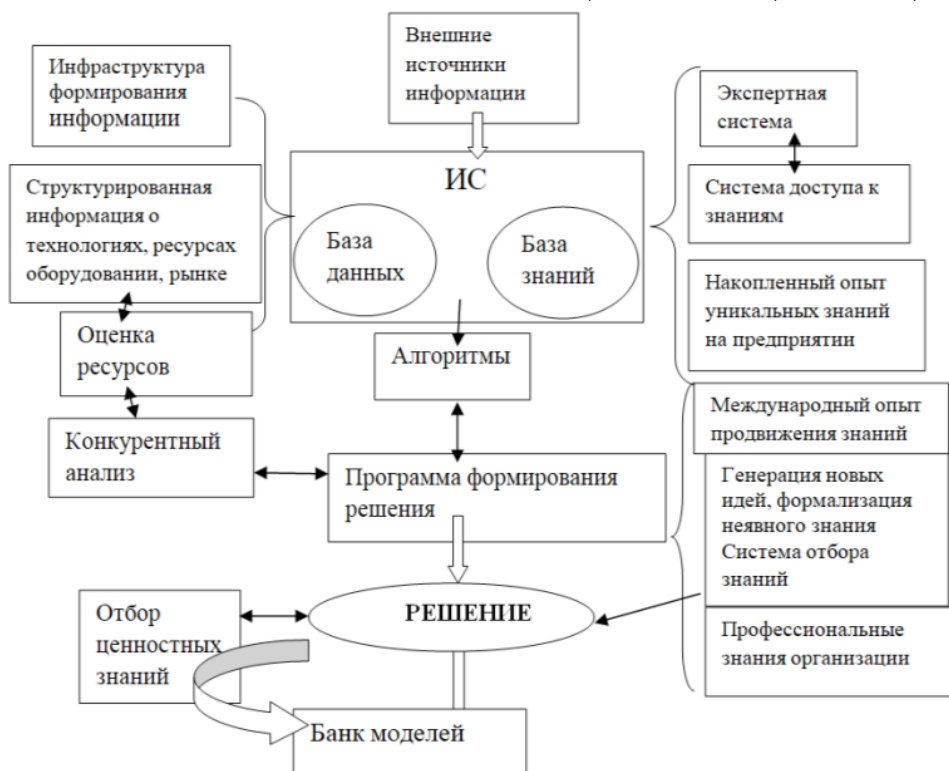 Внешние
источники
информации
Инфраструктура
формирования
информации
Экспертная
система
ИС
Структурированная
информация о
технологиях, ресурсах
оборудовании, рынке
Система доступа к
знаниям
База
данных
База
знаний
Накопленный опыт
уникальных знаний
на предприятии
Оценка
ресурсов
Алгоритмы
Международный опыт
продвижения знаний
Конкурентный
анализ
Программа формирования
решения
Генерация новых
идей, формализация
неявного знания
Система отбора
знаний
Отбор
ценностных
знаний
РЕШЕНИЕ
Профессиональные
знания организации
Банк моделей